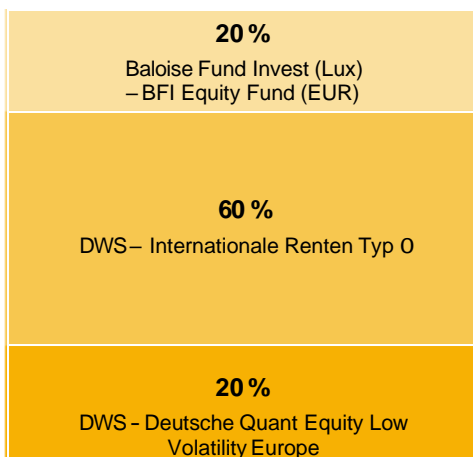 20 %
Baloise Fund Invest (Lux)
– BFI Equity Fund (EUR)
60 %
DWS – Internationale Renten Typ O
20 %
DWS - Deutsche Quant Equity Low
Volatility Europe